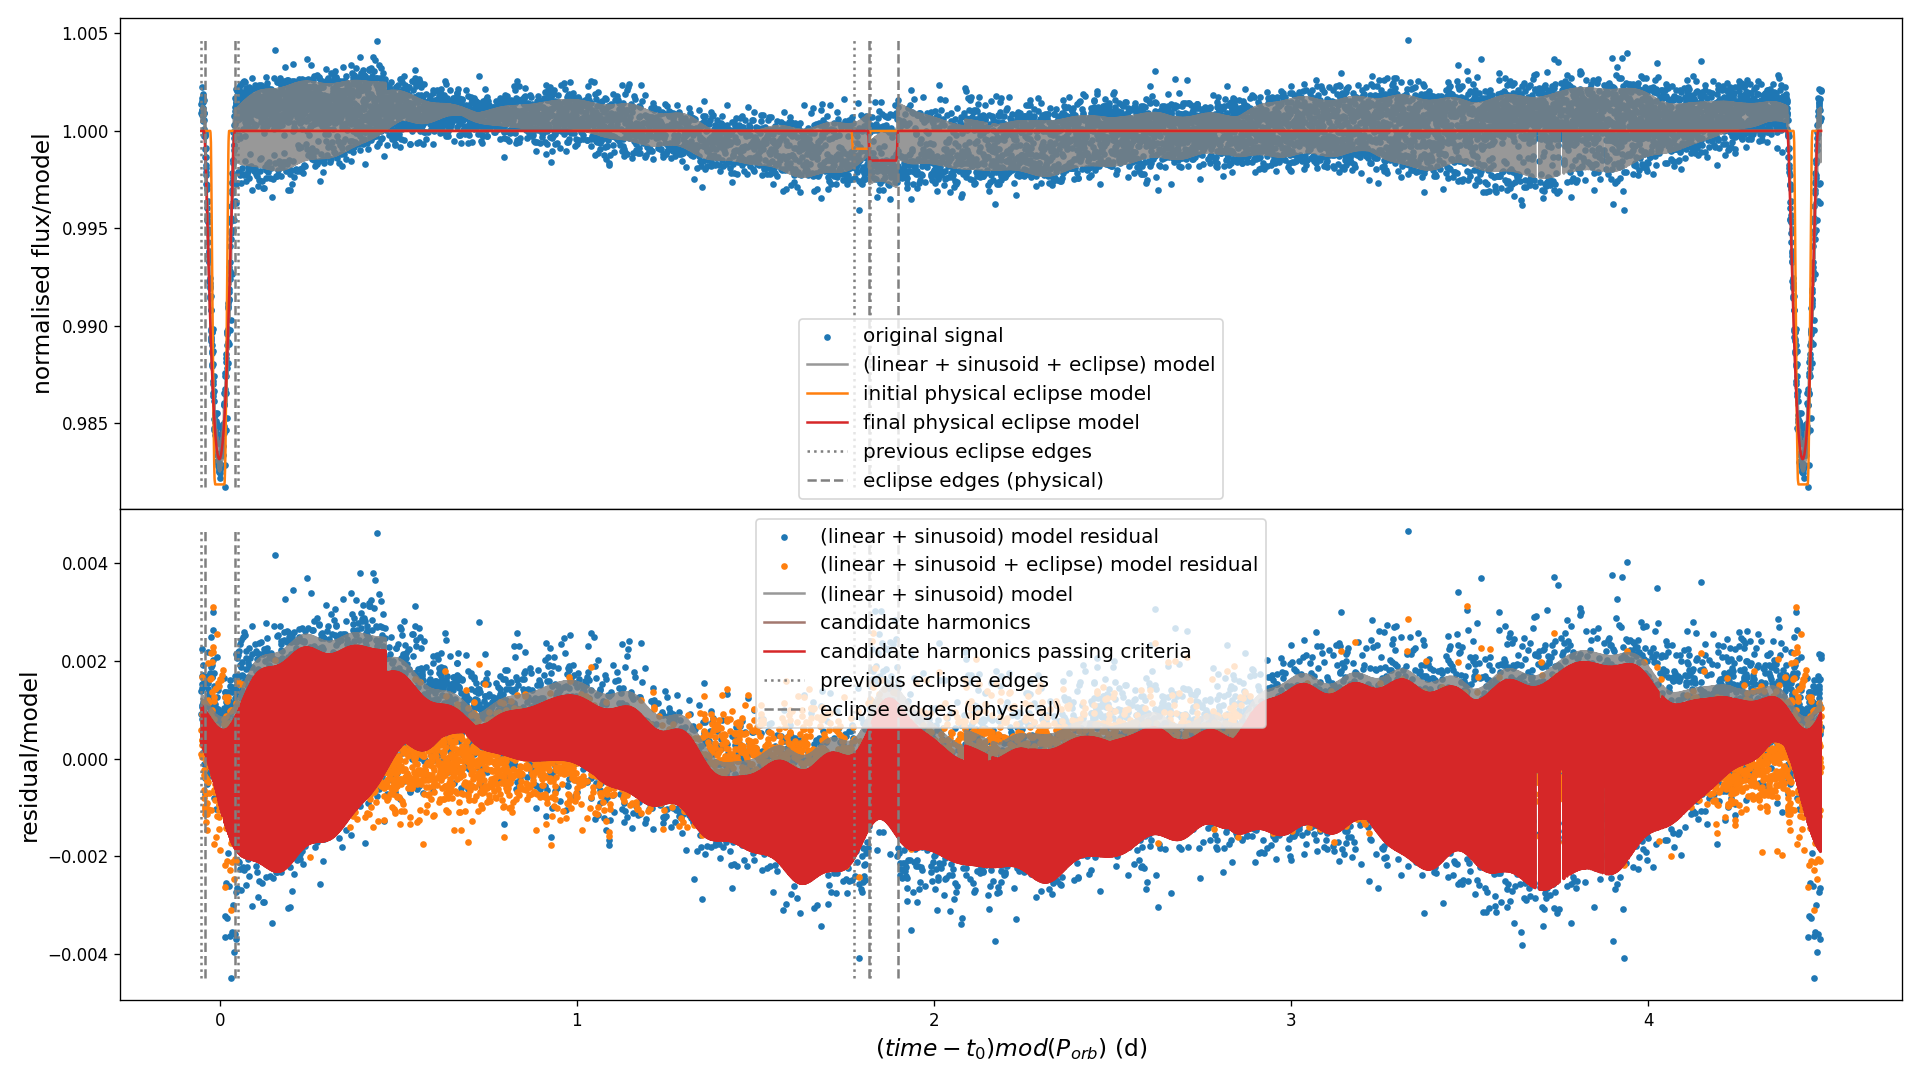 1.005
1.000
0.995
0.990
0.985
normalised flux/model
original signal
(linear + sinusoid + eclipse) model
initial physical eclipse model
final physical eclipse model
previous eclipse edges
eclipse edges (physical)
0.004
0.002
0.000
−0.002
−0.004
residual/model
(linear + sinusoid) model residual
(linear + sinusoid + eclipse) model residual
(linear + sinusoid) model
candidate harmonics
candidate harmonics passing criteria
previous eclipse edges
eclipse edges (physical)
0 1 2 3 4
(time − t₀)mod(P_orb) (d)